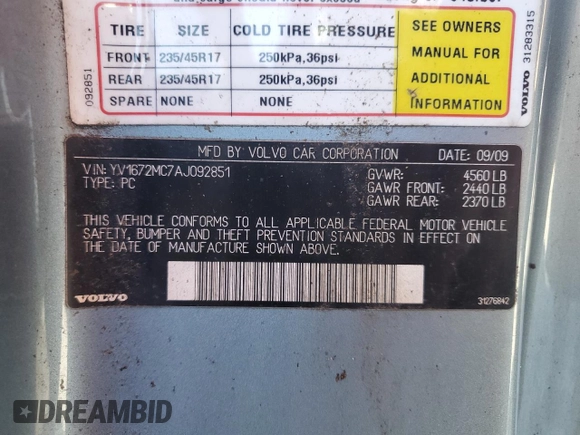 TIRE SIZE COLD TIRE PRESSURE SEE OWNERS MANUAL FOR ADDITIONAL INFORMATION
FRONT 235/45R17 250kPa,36psi
REAR 235/45R17 250kPa,36psi
SPARE NONE NONE
092851
VOLVO 31283315
MFD BY VOLVO CAR CORPORATION DATE: 09/09
VIN: YV1672MC7AJ092851 GVWR: 4560 LB
TYPE: PC GAWR FRONT: 2440 LB
GAWR REAR: 2370 LB
THIS VEHICLE CONFORMS TO ALL APPLICABLE FEDERAL MOTOR VEHICLE
SAFETY, BUMPER AND THEFT PREVENTION STANDARDS IN EFFECT ON
THE DATE OF MANUFACTURE SHOWN ABOVE.
VOLVO 31276842
DREAMBID